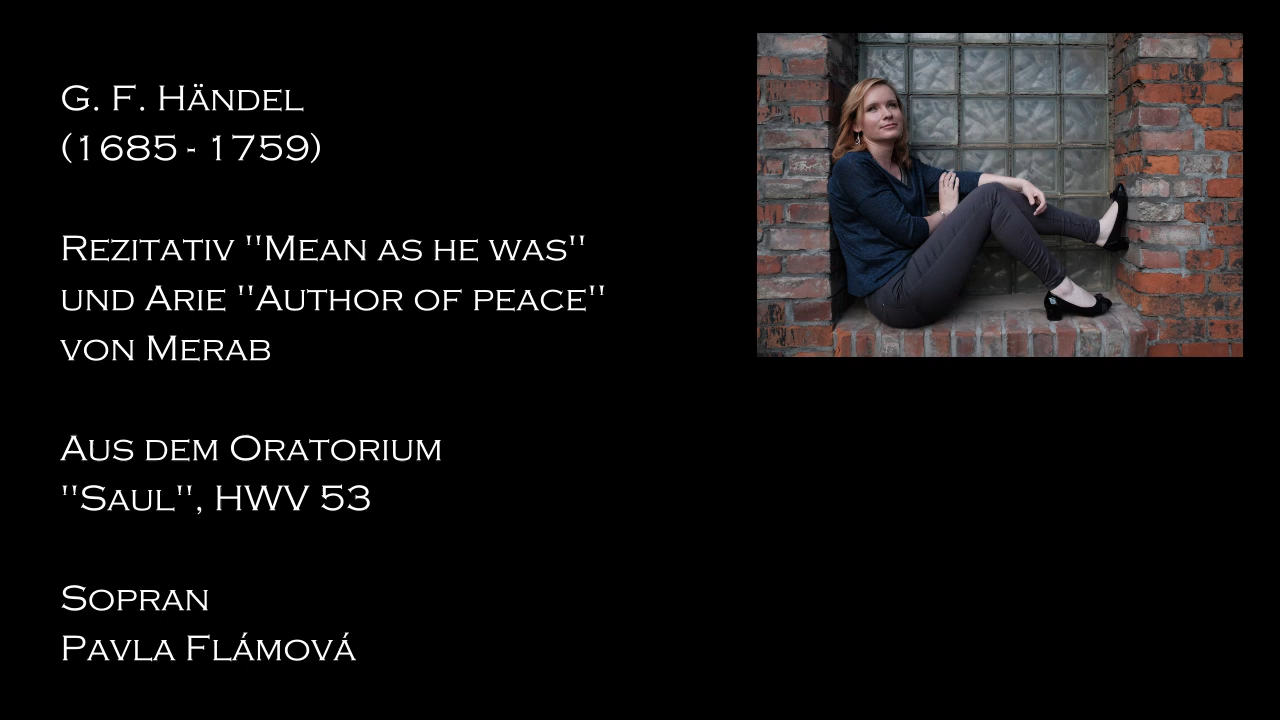 G. F. Händel
(1685 - 1759)
Rezitativ "Mean as he was"
und Arie "Author of peace"
von Merab
Aus dem Oratorium
"Saul", HWV 53
Sopran
Pavla Flámová